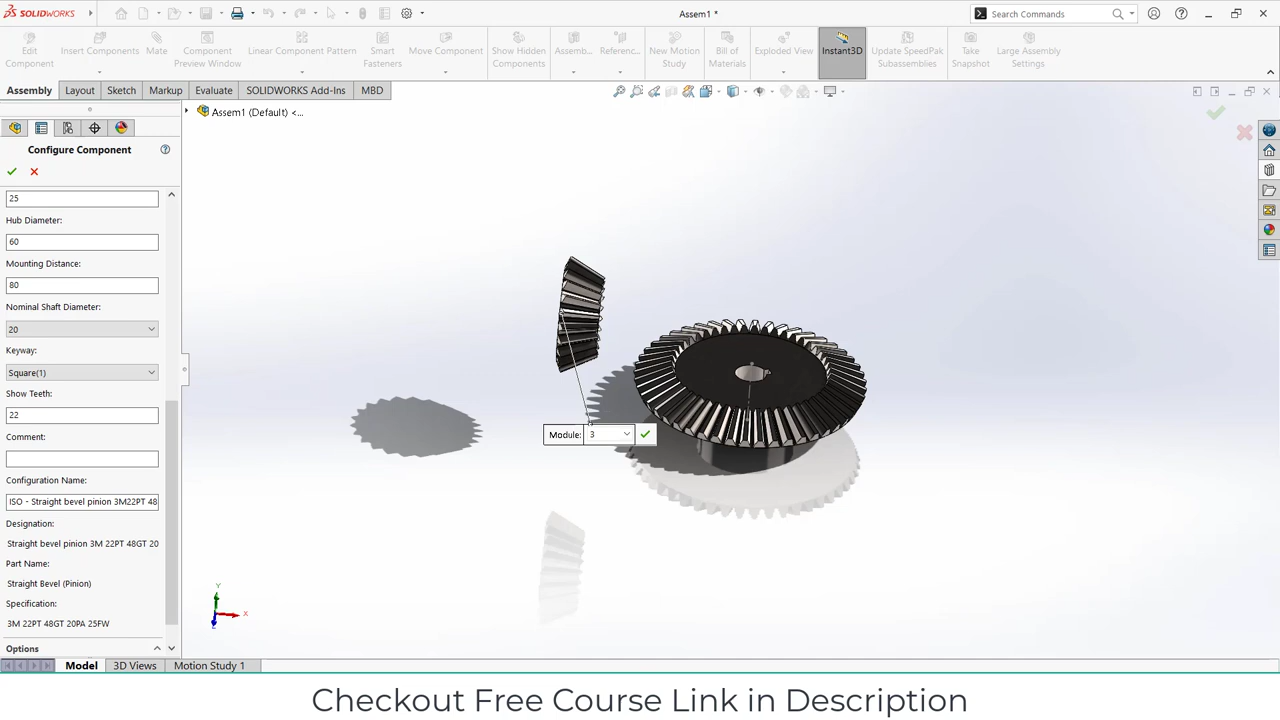 SOLIDWORKS
Assem1 *
Search Commands
Edit Component
Insert Components
Mate
Component Preview Window
Linear Component Pattern
Smart Fasteners
Move Component
Show Hidden Components
Assemb...
Referenc...
New Motion Study
Bill of Materials
Exploded View
Instant3D
Update SpeedPak Subassemblies
Take Snapshot
Large Assembly Settings
Assembly
Layout
Sketch
Markup
Evaluate
SOLIDWORKS Add-Ins
MBD
Assem1 (Default) <...
Configure Component
25
Hub Diameter:
60
Mounting Distance:
80
Nominal Shaft Diameter:
20
Keyway:
Square(1)
Show Teeth:
22
Comment:
Configuration Name:
ISO - Straight bevel pinion 3M22PT 48
Designation:
Straight bevel pinion 3M 22PT 48GT 20
Part Name:
Straight Bevel (Pinion)
Specification:
3M 22PT 48GT 20PA 25FW
Options
Module: 3
Y
X
Z
Model
3D Views
Motion Study 1
Checkout Free Course Link in Description